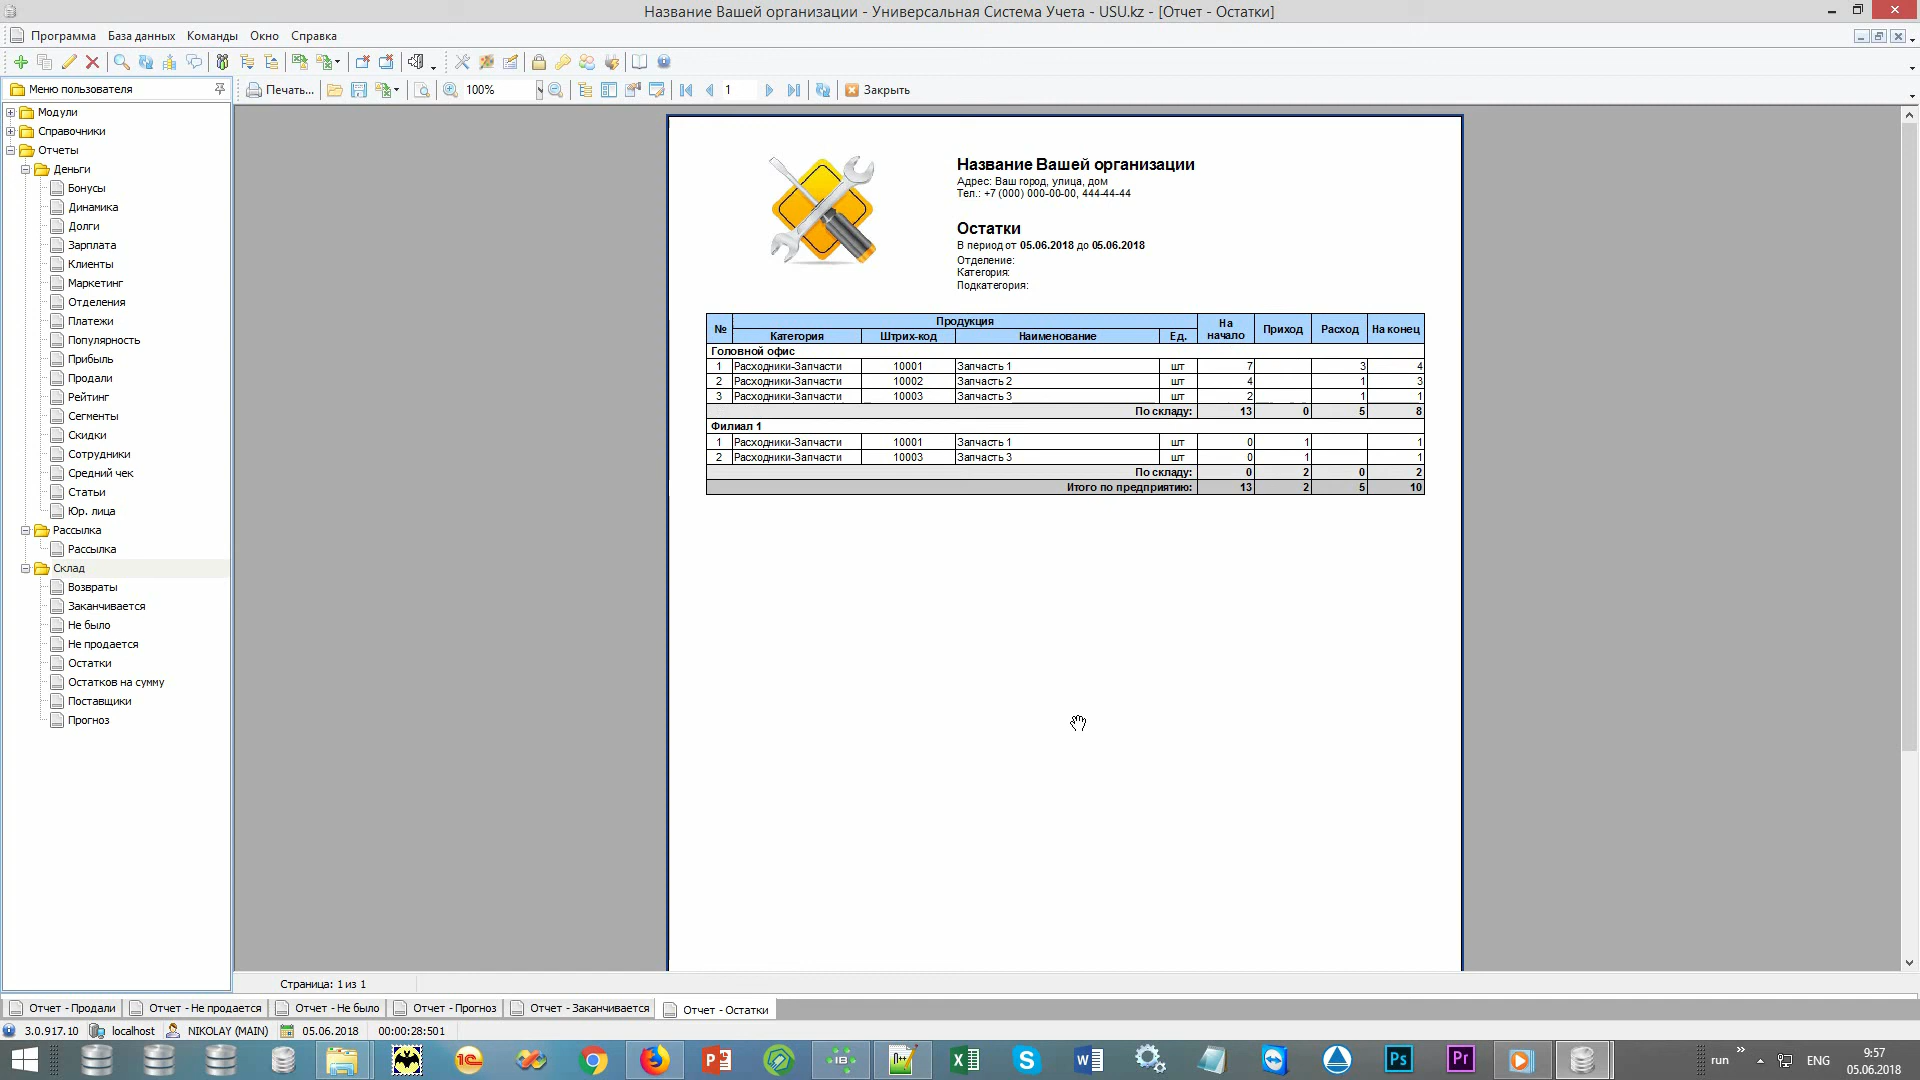 Название Вашей организации - Универсальная Система Учета - USU.kz - [Отчет - Остатки]
Программа База данных Команды Окно Справка
Меню пользователя
Печать... 100% 1 Закрыть
Модули
Справочники
Отчеты
Деньги
Бонусы
Динамика
Долги
Зарплата
Клиенты
Маркетинг
Отделения
Платежи
Популярность
Прибыль
Продали
Рейтинг
Сегменты
Скидки
Сотрудники
Средний чек
Статьи
Юр. лица
Рассылка
Рассылка
Склад
Возвраты
Заканчивается
Не было
Не продается
Остатки
Остатков на сумму
Поставщики
Прогноз
Название Вашей организации
Адрес: Ваш город, улица, дом
Тел.: +7 (000) 000-00-00, 444-44-44
Остатки
В период от 05.06.2018 до 05.06.2018
Отделение:
Категория:
Подкатегория:
№ Продукция На начало Приход Расход На конец
Категория Штрих-код Наименование Ед.
Головной офис
1 Расходники-Запчасти 10001 Запчасть 1 шт 7 3 4
2 Расходники-Запчасти 10002 Запчасть 2 шт 4 1 3
3 Расходники-Запчасти 10003 Запчасть 3 шт 2 1 1
По складу: 13 0 5 8
Филиал 1
1 Расходники-Запчасти 10001 Запчасть 1 шт 0 1 1
2 Расходники-Запчасти 10003 Запчасть 3 шт 0 1 1
По складу: 0 2 0 2
Итого по предприятию: 13 2 5 10
Страница: 1 из 1
Отчет - Продали Отчет - Не продается Отчет - Не было Отчет - Прогноз Отчет - Заканчивается Отчет - Остатки
3.0.917.10 localhost NIKOLAY (MAIN) 05.06.2018 00:00:28:501
run ENG 9:57
05.06.2018